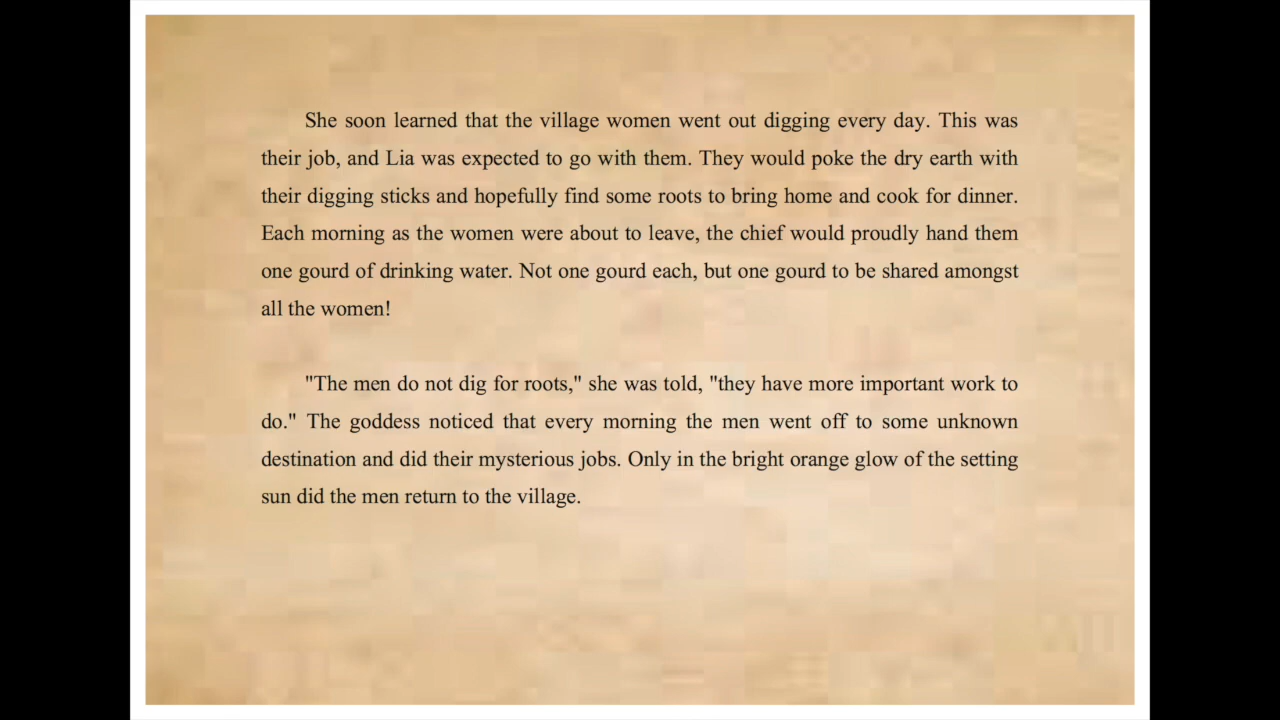 She soon learned that the village women went out digging every day. This was
their job, and Lia was expected to go with them. They would poke the dry earth with
their digging sticks and hopefully find some roots to bring home and cook for dinner.
Each morning as the women were about to leave, the chief would proudly hand them
one gourd of drinking water. Not one gourd each, but one gourd to be shared amongst
all the women!
"The men do not dig for roots," she was told, "they have more important work to
do." The goddess noticed that every morning the men went off to some unknown
destination and did their mysterious jobs. Only in the bright orange glow of the setting
sun did the men return to the village.